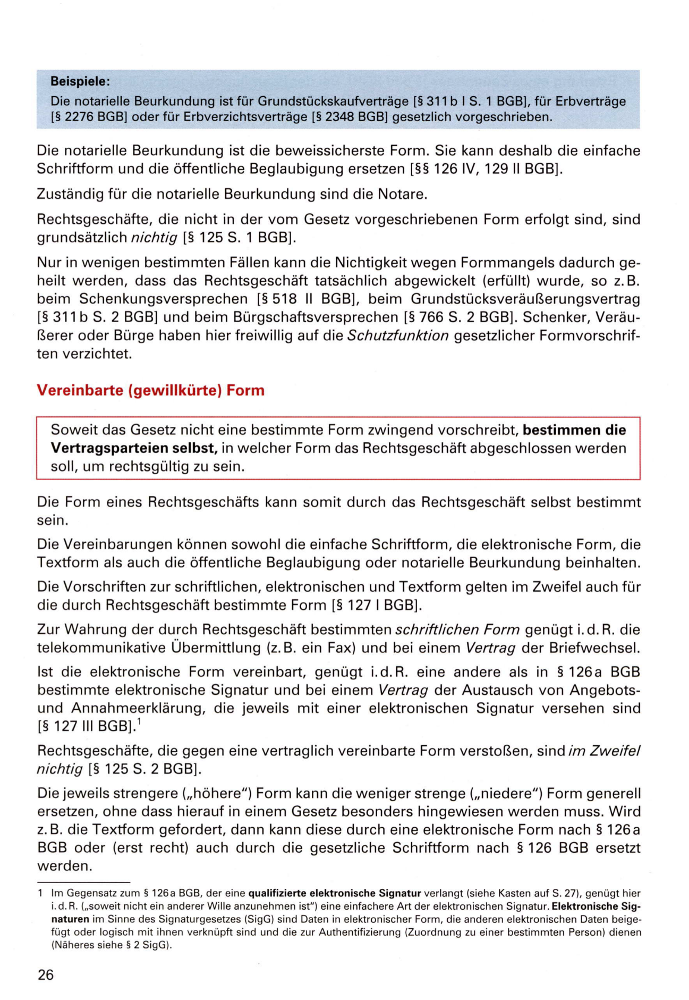 Beispiele:
Die notarielle Beurkundung ist für Grundstückskaufverträge [§ 311 b I S. 1 BGB], für Erbverträge
[§ 2276 BGB] oder für Erbverzichtsverträge [§ 2348 BGB] gesetzlich vorgeschrieben.
Die notarielle Beurkundung ist die beweissicherste Form. Sie kann deshalb die einfache
Schriftform und die öffentliche Beglaubigung ersetzen [§§ 126 IV, 129 II BGB].
Zuständig für die notarielle Beurkundung sind die Notare.
Rechtsgeschäfte, die nicht in der vom Gesetz vorgeschriebenen Form erfolgt sind, sind
grundsätzlich nichtig [§ 125 S. 1 BGB].
Nur in wenigen bestimmten Fällen kann die Nichtigkeit wegen Formmangels dadurch ge-
heilt werden, dass das Rechtsgeschäft tatsächlich abgewickelt (erfüllt) wurde, so z. B.
beim Schenkungsversprechen [§ 518 II BGB], beim Grundstücksveräußerungsvertrag
[§ 311 b S. 2 BGB] und beim Bürgschaftsversprechen [§ 766 S. 2 BGB]. Schenker, Veräu-
ßerer oder Bürge haben hier freiwillig auf die Schutzfunktion gesetzlicher Formvorschrif-
ten verzichtet.
Vereinbarte (gewillkürte) Form
Soweit das Gesetz nicht eine bestimmte Form zwingend vorschreibt, bestimmen die
Vertragsparteien selbst, in welcher Form das Rechtsgeschäft abgeschlossen werden
soll, um rechtsgültig zu sein.
Die Form eines Rechtsgeschäfts kann somit durch das Rechtsgeschäft selbst bestimmt
sein.
Die Vereinbarungen können sowohl die einfache Schriftform, die elektronische Form, die
Textform als auch die öffentliche Beglaubigung oder notarielle Beurkundung beinhalten.
Die Vorschriften zur schriftlichen, elektronischen und Textform gelten im Zweifel auch für
die durch Rechtsgeschäft bestimmte Form [§ 127 I BGB].
Zur Wahrung der durch Rechtsgeschäft bestimmten schriftlichen Form genügt i. d. R. die
telekommunikative Übermittlung (z. B. ein Fax) und bei einem Vertrag der Briefwechsel.
Ist die elektronische Form vereinbart, genügt i. d. R. eine andere als in § 126 a BGB
bestimmte elektronische Signatur und bei einem Vertrag der Austausch von Angebots-
und Annahmeerklärung, die jeweils mit einer elektronischen Signatur versehen sind
[§ 127 III BGB].¹
Rechtsgeschäfte, die gegen eine vertraglich vereinbarte Form verstoßen, sind im Zweifel
nichtig [§ 125 S. 2 BGB].
Die jeweils strengere („höhere“) Form kann die weniger strenge („niedere“) Form generell
ersetzen, ohne dass hierauf in einem Gesetz besonders hingewiesen werden muss. Wird
z. B. die Textform gefordert, dann kann diese durch eine elektronische Form nach § 126 a
BGB oder (erst recht) auch durch die gesetzliche Schriftform nach § 126 BGB ersetzt
werden.
1 Im Gegensatz zum § 126 a BGB, der eine qualifizierte elektronische Signatur verlangt (siehe Kasten auf S. 27), genügt hier
i. d. R. („soweit nicht ein anderer Wille anzunehmen ist“) eine einfachere Art der elektronischen Signatur. Elektronische Sig-
naturen im Sinne des Signaturgesetzes (SigG) sind Daten in elektronischer Form, die anderen elektronischen Daten beige-
fügt oder logisch mit ihnen verknüpft sind und die zur Authentifizierung (Zuordnung zu einer bestimmten Person) dienen
(Näheres siehe § 2 SigG).
26